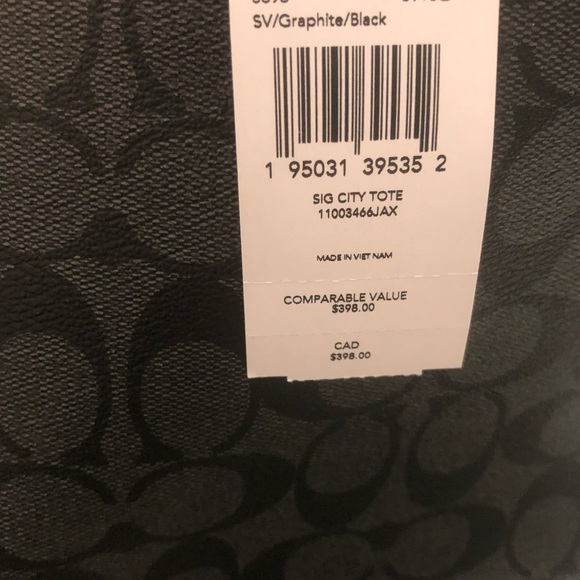 SV/Graphite/Black
1 95031 39535 2
SIG CITY TOTE
11003466JAX
MADE IN VIET NAM
COMPARABLE VALUE
$398.00
CAD
$398.00